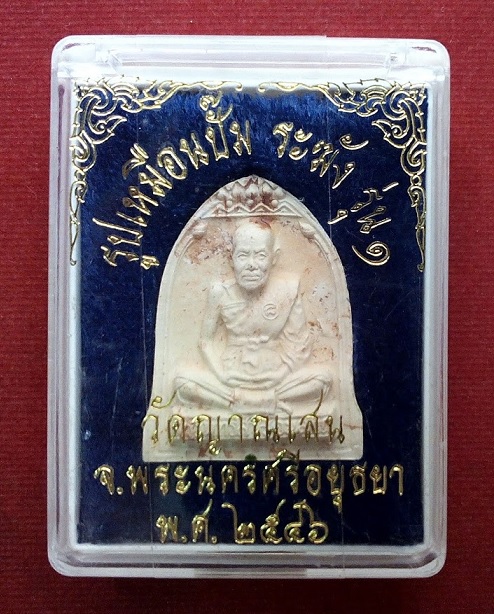 รูปเหมือนปั๊ม ระฆัง รุ่น ๑
วัดญาณเสน
จ.พระนครศรีอยุธยา
พ.ศ. ๒๕๔๖